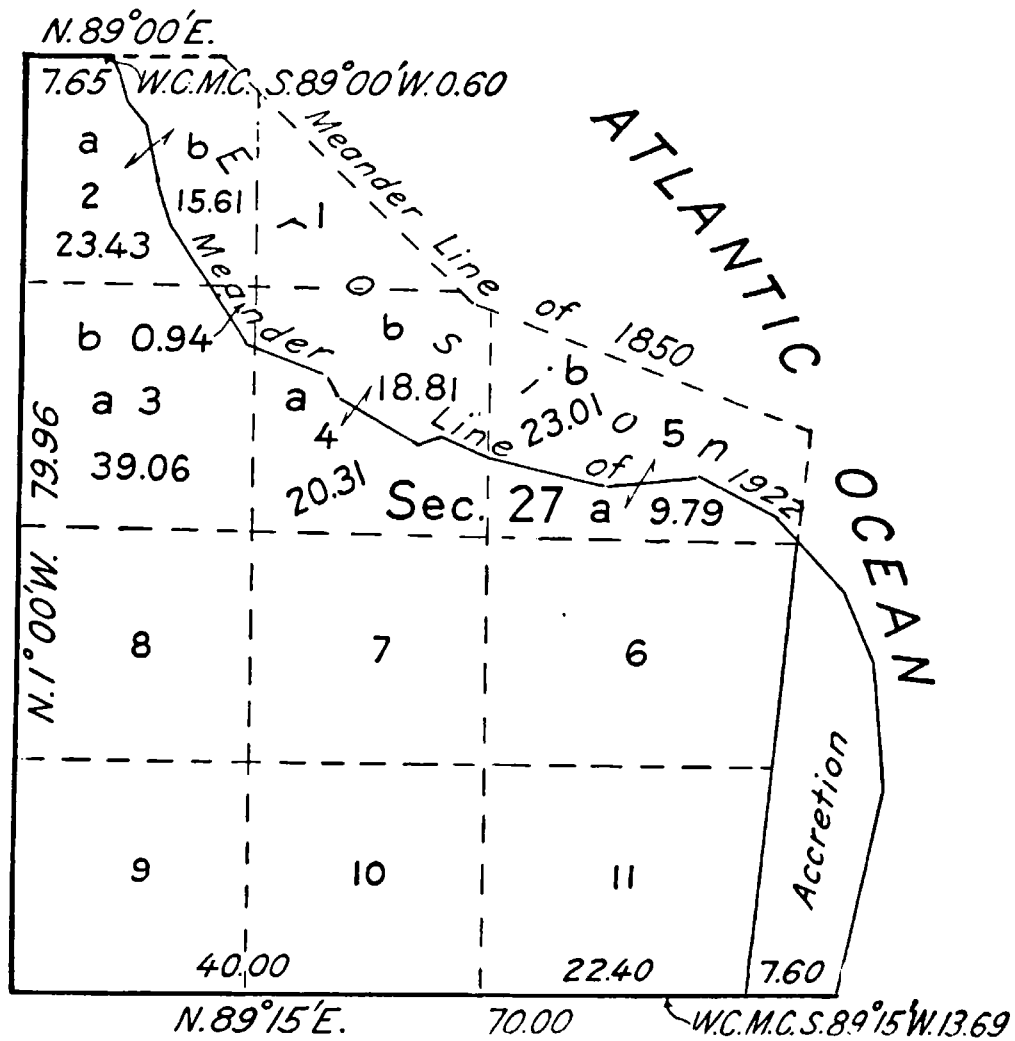 N.89°00'E.
7.65 W.C.M.C. S.89°00'W.0.60
a
b
2
15.61
1
23.43
Erosion
Meander Line of 1850
Meander Line of 1922
ATLANTIC OCEAN
b 0.94
a 3
39.06
b
18.81
a
4
20.31
b
23.01
5
a 9.79
Sec. 27
79.96
N.1°00'W.
8
7
6
9
10
11
Accretion
40.00
22.40
7.60
N.89°15'E.
70.00
W.C.M.C.S.89°15'W.13.69